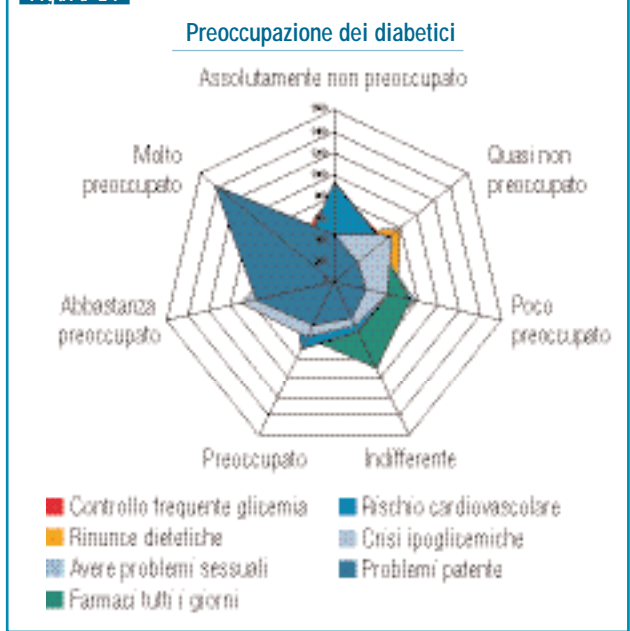 Preoccupazione dei diabetici
Assolutamente non preoccupato
Molto
preoccupato
Quasi non
preoccupato
Abbastanza
preoccupato
Poco
preoccupato
Preoccupato
Indifferente
Controllo frequente glicemia
Rinunce dietetiche
Avere problemi sessuali
Farmaci tutti i giorni
Rischio cardiovascolare
Crisi ipoglicemiche
Problemi patente